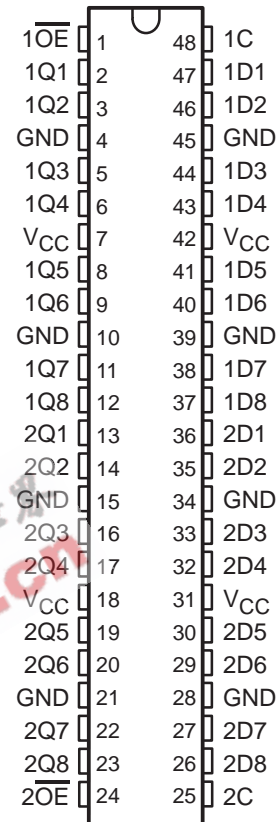 1O̅E̅ 1 48 1C
1Q1 2 47 1D1
1Q2 3 46 1D2
GND 4 45 GND
1Q3 5 44 1D3
1Q4 6 43 1D4
VCC 7 42 VCC
1Q5 8 41 1D5
1Q6 9 40 1D6
GND 10 39 GND
1Q7 11 38 1D7
1Q8 12 37 1D8
2Q1 13 36 2D1
2Q2 14 35 2D2
GND 15 34 GND
2Q3 16 33 2D3
2Q4 17 32 2D4
VCC 18 31 VCC
2Q5 19 30 2D5
2Q6 20 29 2D6
GND 21 28 GND
2Q7 22 27 2D7
2Q8 23 26 2D8
2O̅E̅ 24 25 2C
.cn